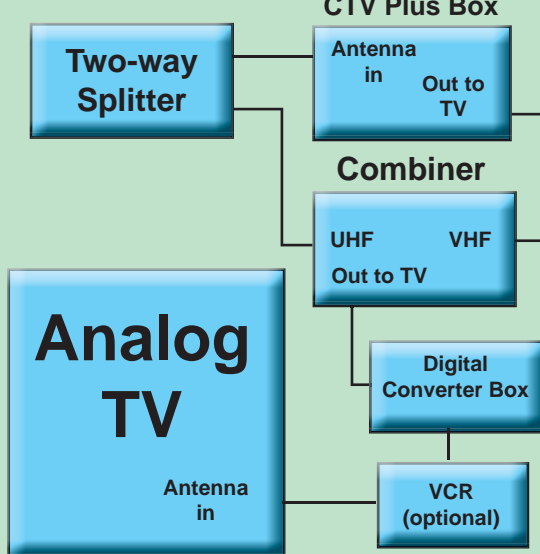 CTV Plus Box
Two-way
Splitter
Antenna
in
Out to
TV
Combiner
UHF VHF
Out to TV
Analog
TV
Antenna
in
Digital
Converter Box
VCR
(optional)